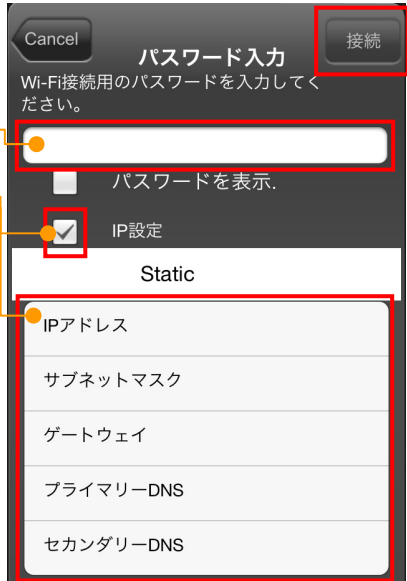 Cancel
接続
パスワード入力
Wi-Fi接続用のパスワードを入力してく
ださい。
パスワードを表示.
IP設定
Static
IPアドレス
サブネットマスク
ゲートウェイ
プライマリーDNS
セカンダリーDNS